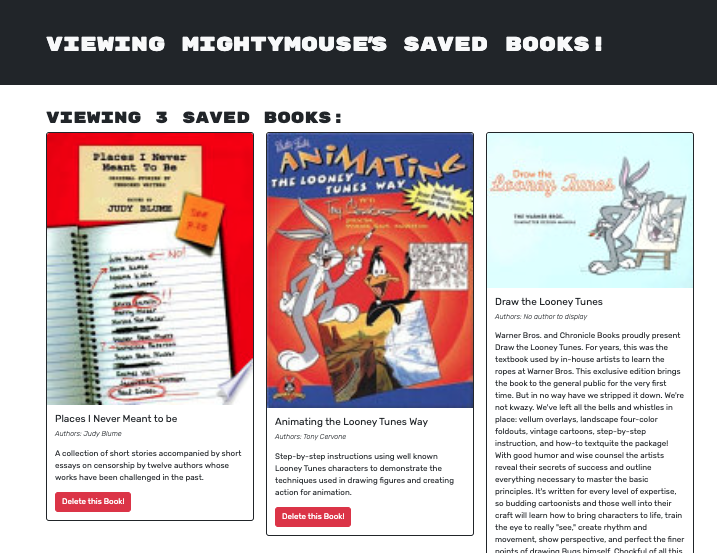 VIEWING MIGHTYMOUSE'S SAVED BOOKS!
VIEWING 3 SAVED BOOKS:
Places I Never
Meant To Be
ORIGINAL STORIES BY
CENSORED WRITERS
EDITED BY
JUDY BLUME
See
Judy Blume
NO!
Places I Never Meant to be
Authors: Judy Blume
A collection of short stories accompanied by short
essays on censorship by twelve authors whose
works have been challenged in the past.
Delete this Book!
ANIMATING
THE LOONEY
TUNES WAY
Tony Cervone
Animating the Looney Tunes Way
Authors: Tony Cervone
Step-by-step instructions using well known
Looney Tunes characters to demonstrate the
techniques used in drawing figures and creating
action for animation.
Delete this Book!
Draw the
Looney Tunes
THE WARNER BROS.
CHARACTER DESIGN MANUAL
Draw the Looney Tunes
Authors: No author to display
Warner Bros. and Chronicle Books proudly present
Draw the Looney Tunes. For years, this was the
textbook used by in-house artists to learn the
ropes at Warner Bros. This exclusive edition brings
the book to the general public for the very first
time. But in no way have we stripped it down. We're
not kwazy. We've left all the bells and whistles in
place: vellum overlays, landscape four-color
foldouts, vintage cartoons, step-by-step
instruction, and how-to textquite the package!
With good humor and wise counsel the artists
reveal their secrets of success and outline
everything necessary to master the basic
principles. It's written for every level of expertise,
so budding cartoonists and those well into their
craft will learn how to bring characters to life, train
the eye to really "see," create rhythm and
movement, show perspective, and perfect the finer
points of drawing Bugs himself. Chockful of all this